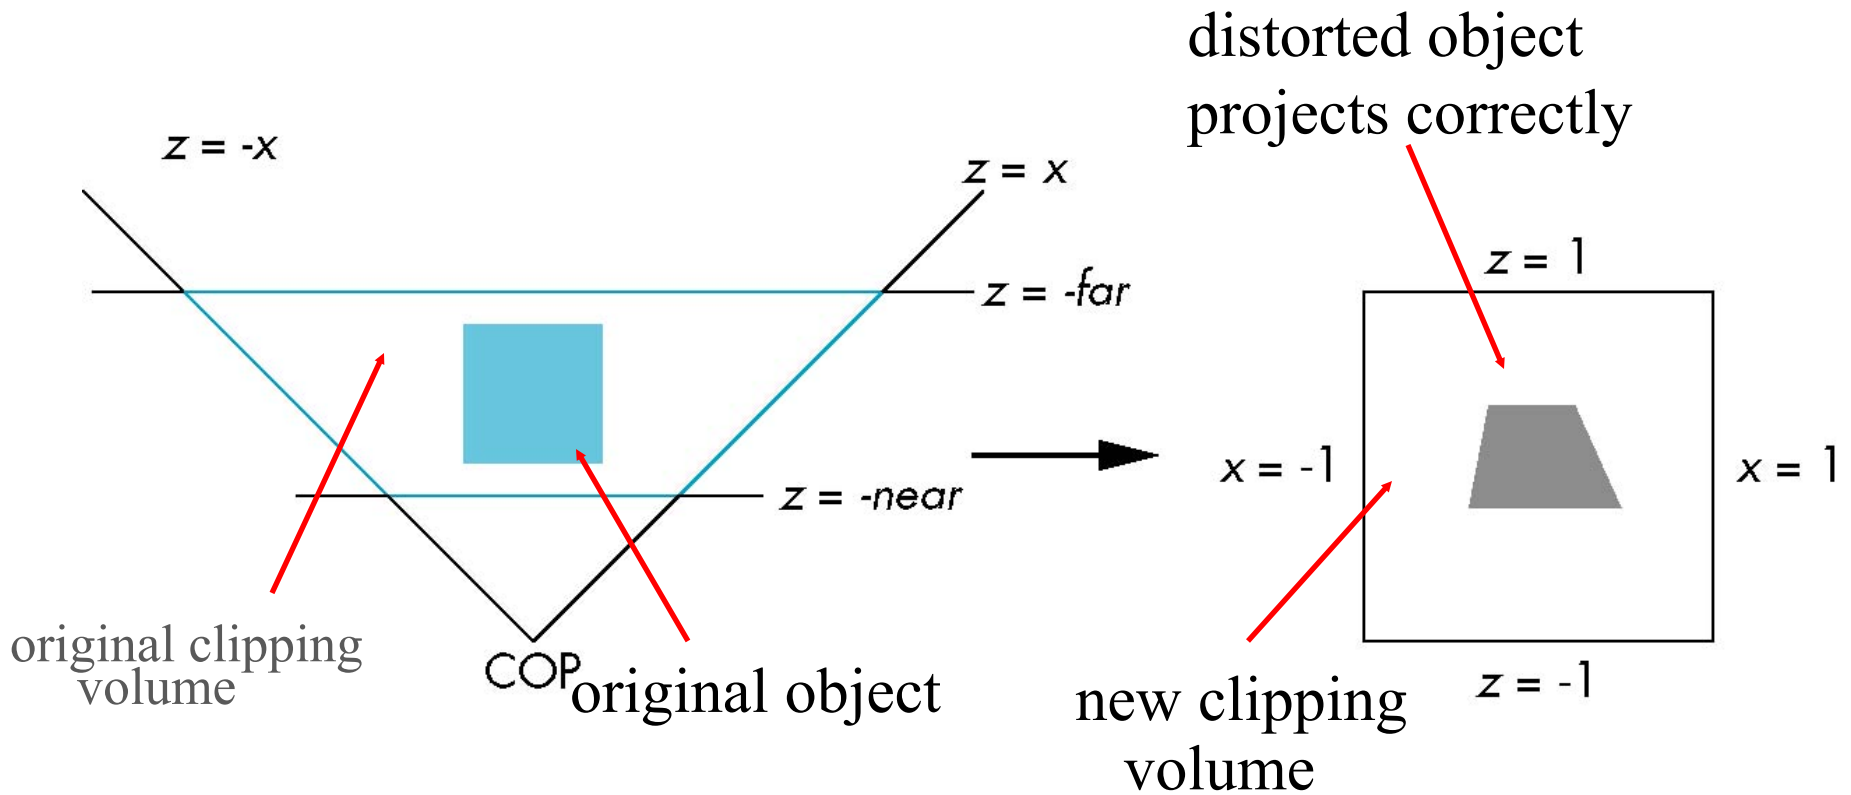 distorted object
projects correctly
z = -x
z = x
z = 1
z = -far
x = -1
x = 1
z = -near
original clipping
volume
COP
original object
new clipping
volume
z = -1